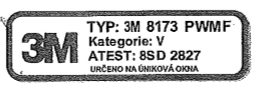 3M
TYP: 3M 8173 PWMF
Kategorie: V
ATEST: 8SD 2827
URČENO NA ÚNIKOVÁ OKNA